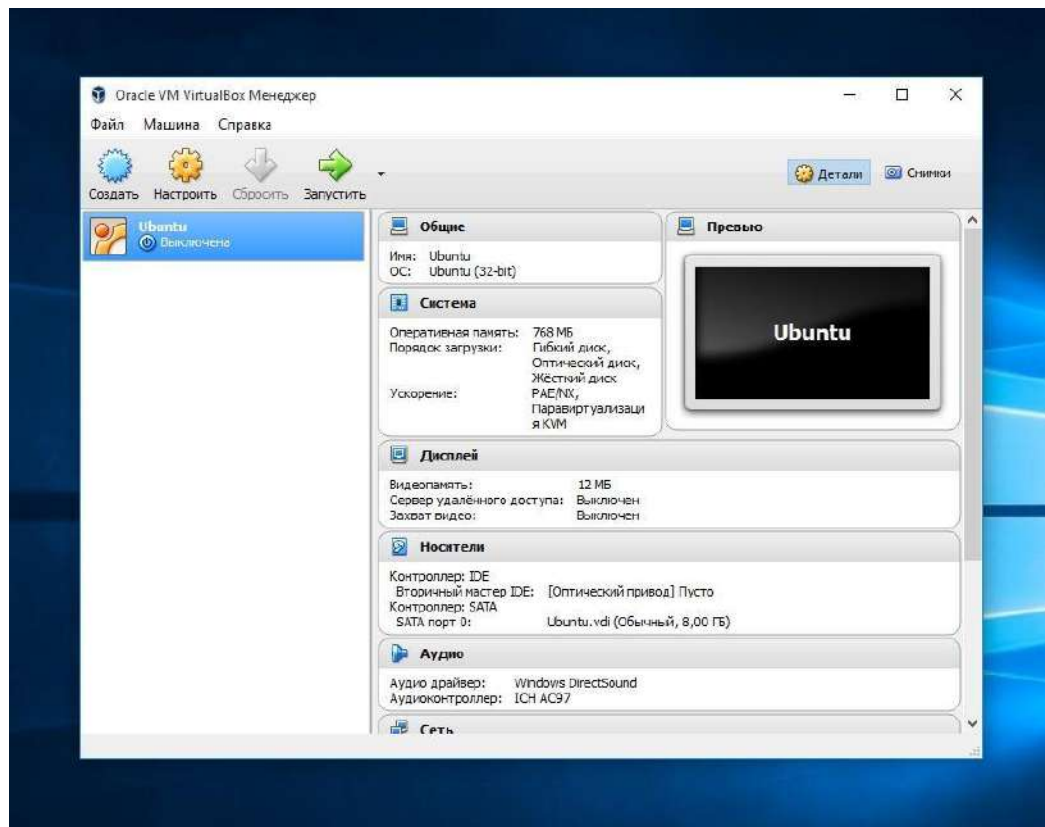 Oracle VM VirtualBox Менеджер
Файл Машина Справка
Создать Настроить Сбросить Запустить
Детали Снимки
Ubuntu
Выключена
Общие
Имя: Ubuntu
ОС: Ubuntu (32-bit)
Система
Оперативная память: 768 МБ
Порядок загрузки: Гибкий диск,
Оптический диск,
Жёсткий диск
Ускорение: PAE/NX,
Паравиртуализаци
я KVM
Превью
Ubuntu
Дисплей
Видеопамять: 12 МБ
Сервер удалённого доступа: Выключен
Захват видео: Выключен
Носители
Контроллер: IDE
Вторичный мастер IDE: [Оптический привод] Пусто
Контроллер: SATA
SATA порт 0: Ubuntu.vdi (Обычный, 8,00 ГБ)
Аудио
Аудио драйвер: Windows DirectSound
Аудиоконтроллер: ICH AC97
Сеть